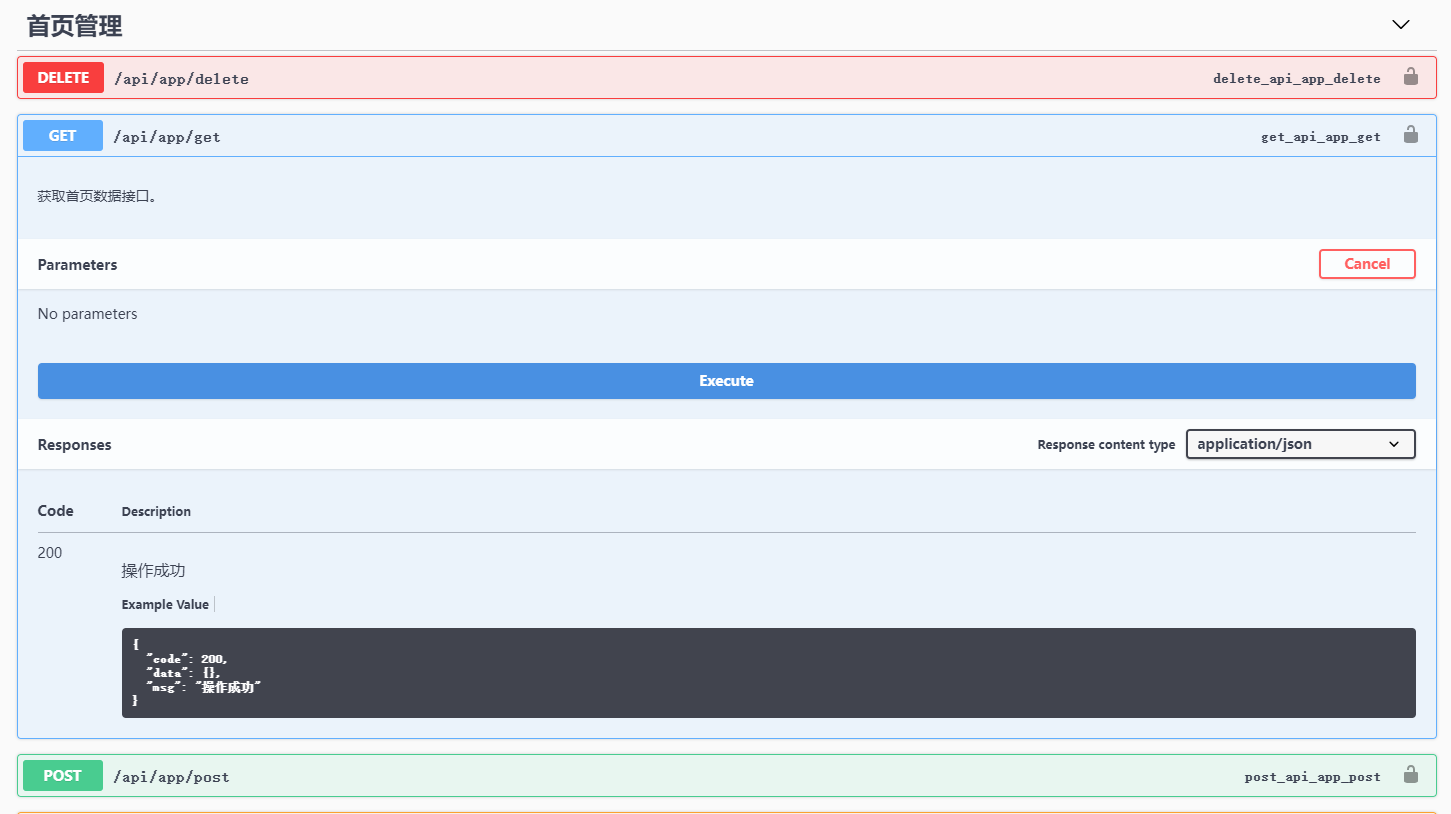 首页管理
DELETE /api/app/delete delete_api_app_delete
GET /api/app/get get_api_app_get
获取首页数据接口。
Parameters Cancel
No parameters
Execute
Responses Response content type application/json
Code Description
200
操作成功
Example Value
{
"code": 200,
"data": {},
"msg": "操作成功"
}
POST /api/app/post post_api_app_post